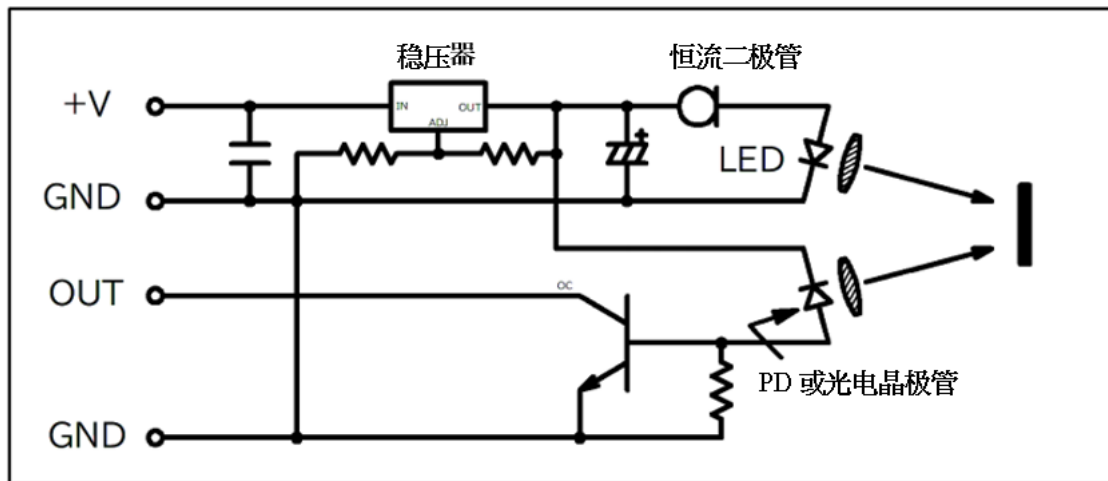 稳压器
恒流二极管
+V
IN
OUT
ADJ
LED
GND
OUT
OC
PD 或光电晶极管
GND